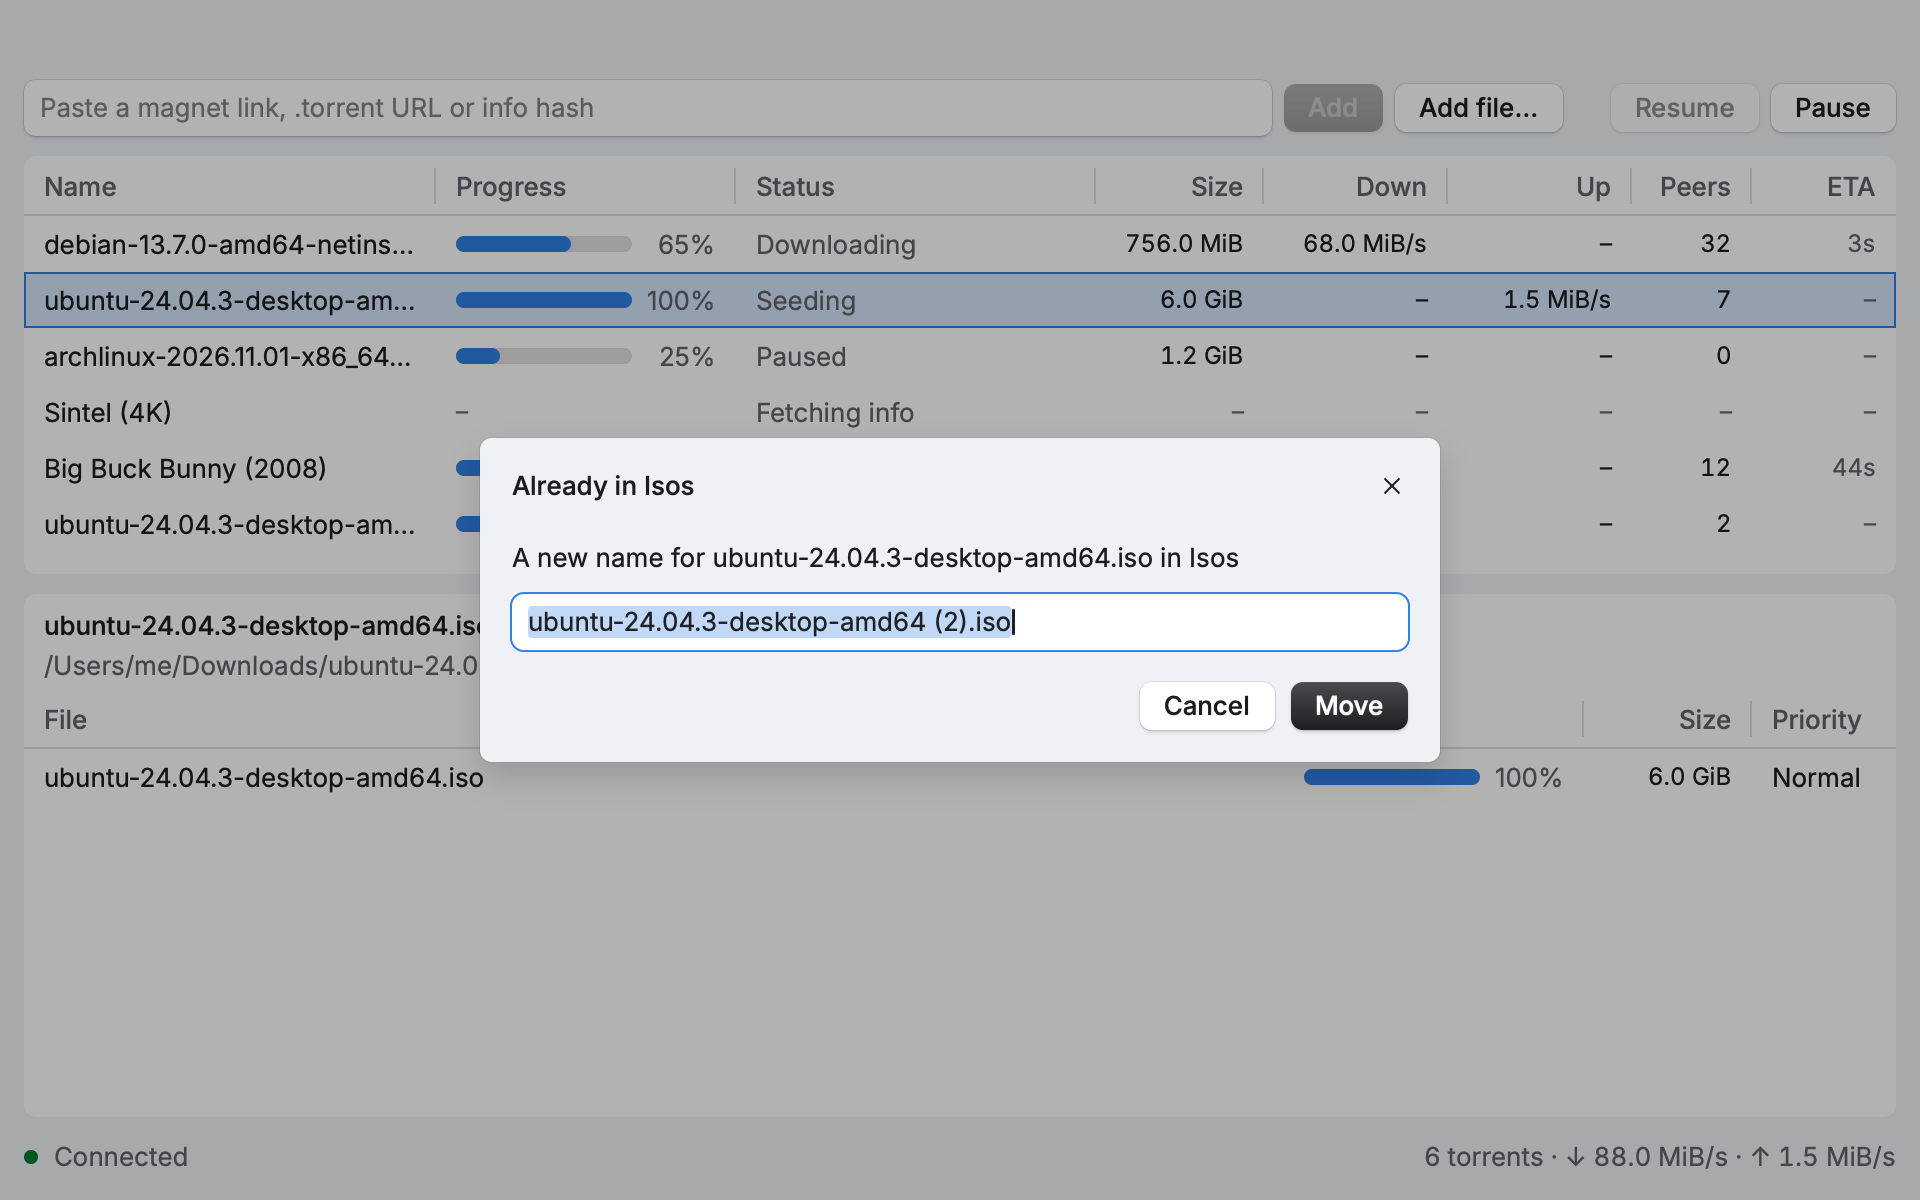 Paste a magnet link, .torrent URL or info hash Add Add file... Resume Pause
Name Progress Status Size Down Up Peers ETA
debian-13.7.0-amd64-netins... 65% Downloading 756.0 MiB 68.0 MiB/s – 32 3s
ubuntu-24.04.3-desktop-am... 100% Seeding 6.0 GiB – 1.5 MiB/s 7 –
archlinux-2026.11.01-x86_64... 25% Paused 1.2 GiB – – 0 –
Sintel (4K) – Fetching info – – – – –
Big Buck Bunny (2008) – 12 44s
ubuntu-24.04.3-desktop-am... – 2 –
Already in Isos
A new name for ubuntu-24.04.3-desktop-amd64.iso in Isos
ubuntu-24.04.3-desktop-amd64 (2).iso
Cancel Move
ubuntu-24.04.3-desktop-amd64.iso
/Users/me/Downloads/ubuntu-24.0
File Size Priority
ubuntu-24.04.3-desktop-amd64.iso 100% 6.0 GiB Normal
Connected 6 torrents · ↓ 88.0 MiB/s · ↑ 1.5 MiB/s